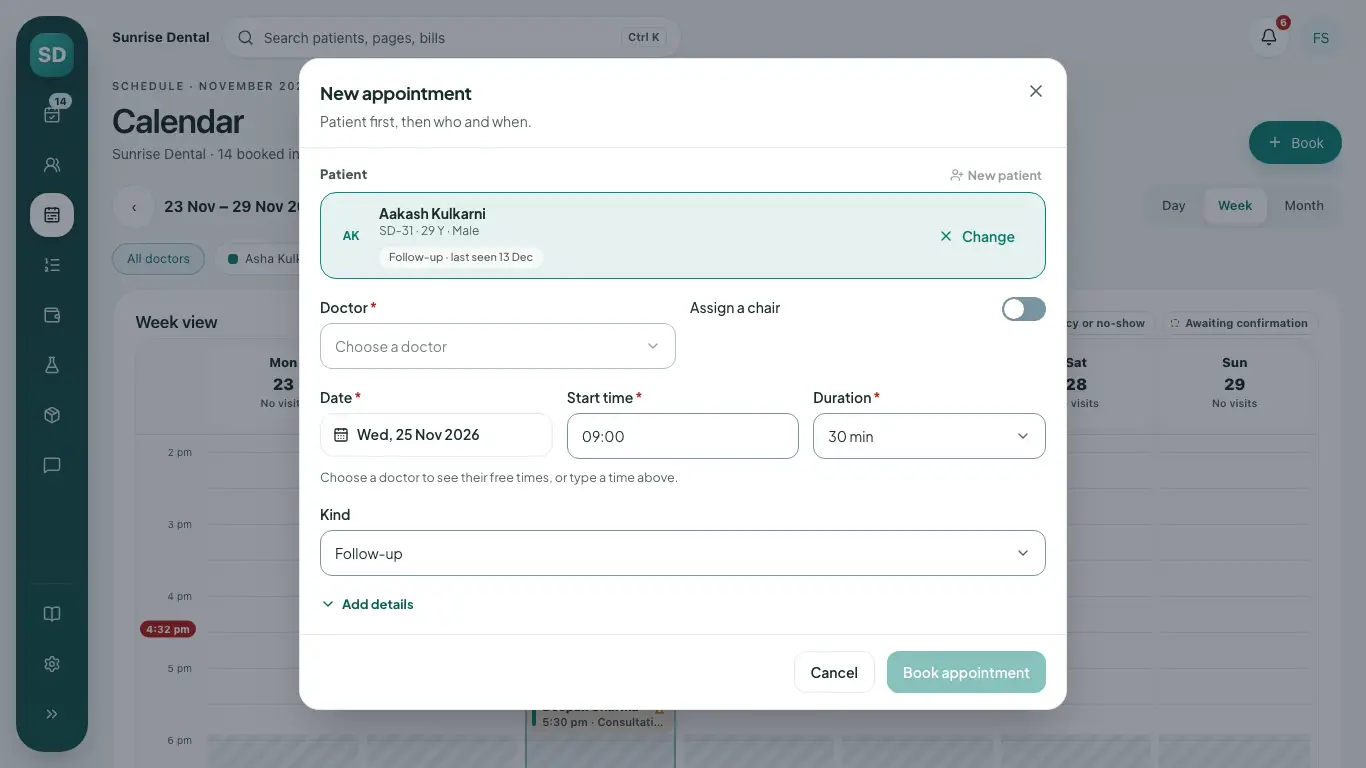 SD
Sunrise Dental
Search patients, pages, bills
Ctrl K
6
FS
14
SCHEDULE · NOVEMBER 202
Calendar
Sunrise Dental · 14 booked in
Book
23 Nov – 29 Nov 20
Day
Week
Month
All doctors
Asha Kulk
Week view
cy or no-show
Awaiting confirmation
Mon
23
No visit
Sat
28
visits
Sun
29
No visits
2 pm
3 pm
4 pm
4:32 pm
5 pm
6 pm
5:30 pm · Consultati...
New appointment
Patient first, then who and when.
Patient
New patient
AK
Aakash Kulkarni
SD-31 · 29 Y · Male
Follow-up · last seen 13 Dec
Change
Doctor *
Choose a doctor
Assign a chair
Date *
Wed, 25 Nov 2026
Start time *
09:00
Duration *
30 min
Choose a doctor to see their free times, or type a time above.
Kind
Follow-up
Add details
Cancel
Book appointment